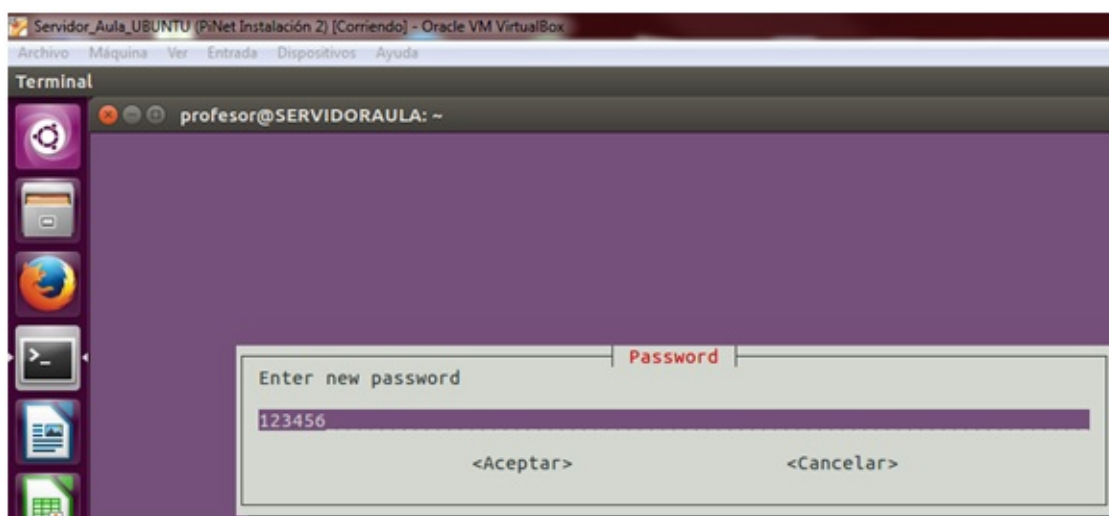 Servidor_Aula_UBUNTU (PiNet Instalación 2) [Corriendo] - Oracle VM VirtualBox
Archivo Máquina Ver Entrada Dispositivos Ayuda
Terminal
profesor@SERVIDORAULA: ~
Password
Enter new password
123456
<Aceptar> <Cancelar>